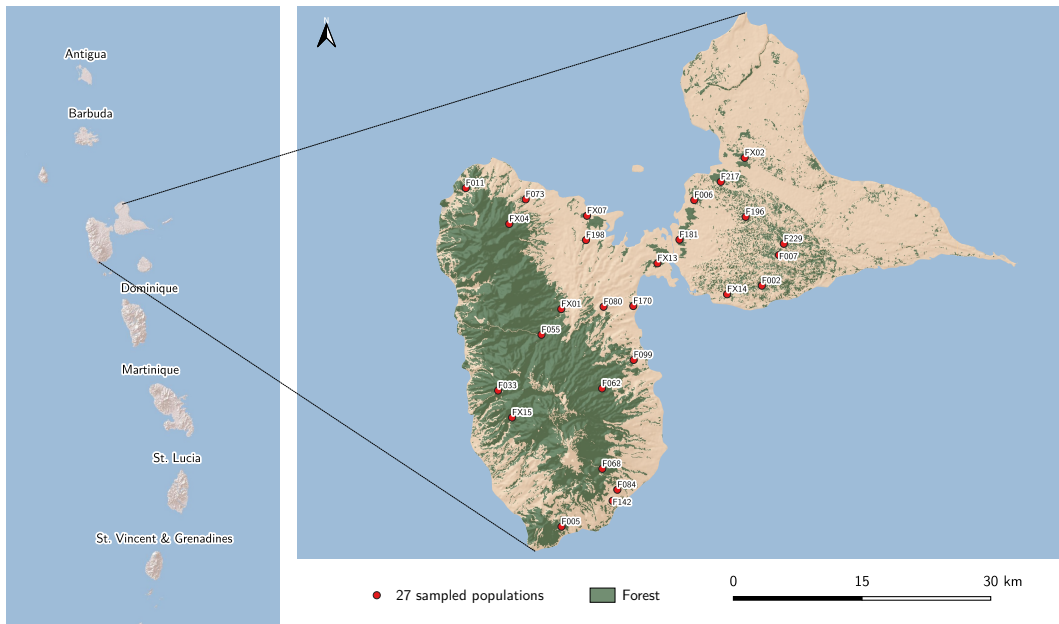 Antigua
Barbuda
Dominique
Martinique
St. Lucia
St. Vincent & Grenadines
N
FX02
F217
F011
F073
F006
FX07
F196
FX04
F198
F181
F229
F007
FX13
F002
FX14
FX01
F080
F170
F055
F099
F033
F062
FX15
F068
F084
F142
F005
27 sampled populations
Forest
0 15 30 km